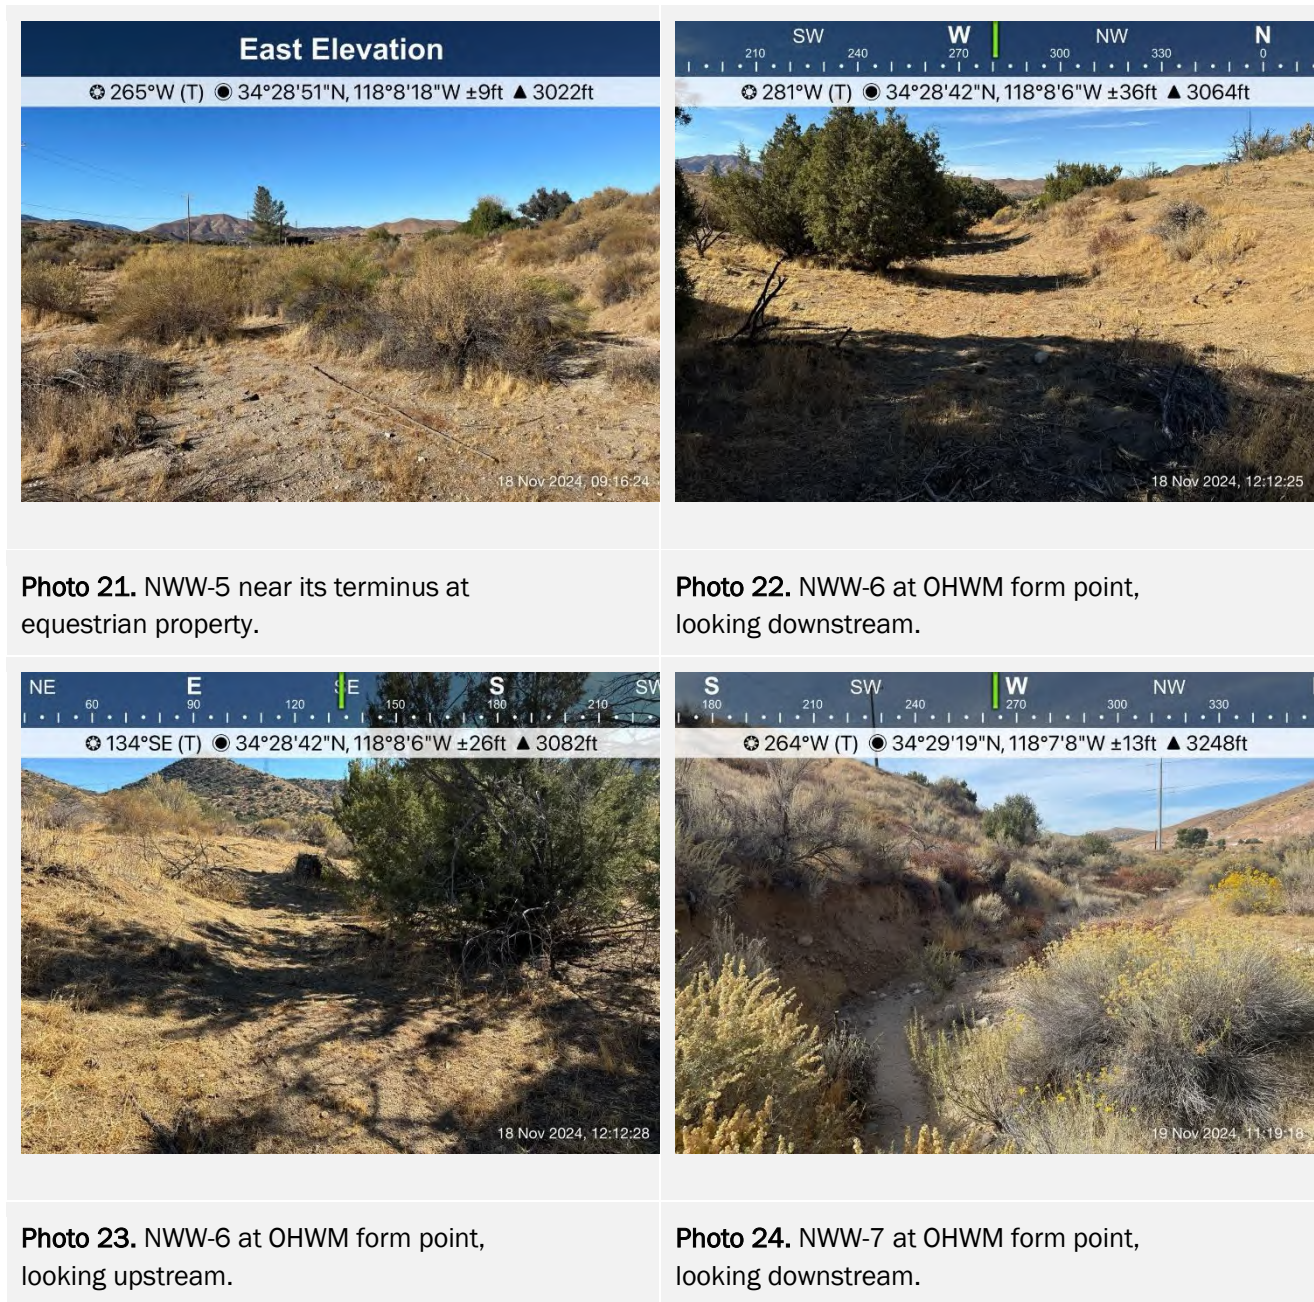 East Elevation
265°W (T) 34°28'51"N, 118°8'18"W ±9ft ▲ 3022ft
18 Nov 2024, 09:16:24
SW W NW N
210 240 270 300 330 0
281°W (T) 34°28'42"N, 118°8'6"W ±36ft ▲ 3064ft
18 Nov 2024, 12:12:25
Photo 21. NWW-5 near its terminus at
equestrian property.
Photo 22. NWW-6 at OHWM form point,
looking downstream.
NE E SE S SW
60 90 120 150 180 210
134°SE (T) 34°28'42"N, 118°8'6"W ±26ft ▲ 3082ft
18 Nov 2024, 12:12:28
S SW W NW
180 210 240 270 300 330
264°W (T) 34°29'19"N, 118°7'8"W ±13ft ▲ 3248ft
19 Nov 2024, 11:19:18
Photo 23. NWW-6 at OHWM form point,
looking upstream.
Photo 24. NWW-7 at OHWM form point,
looking downstream.